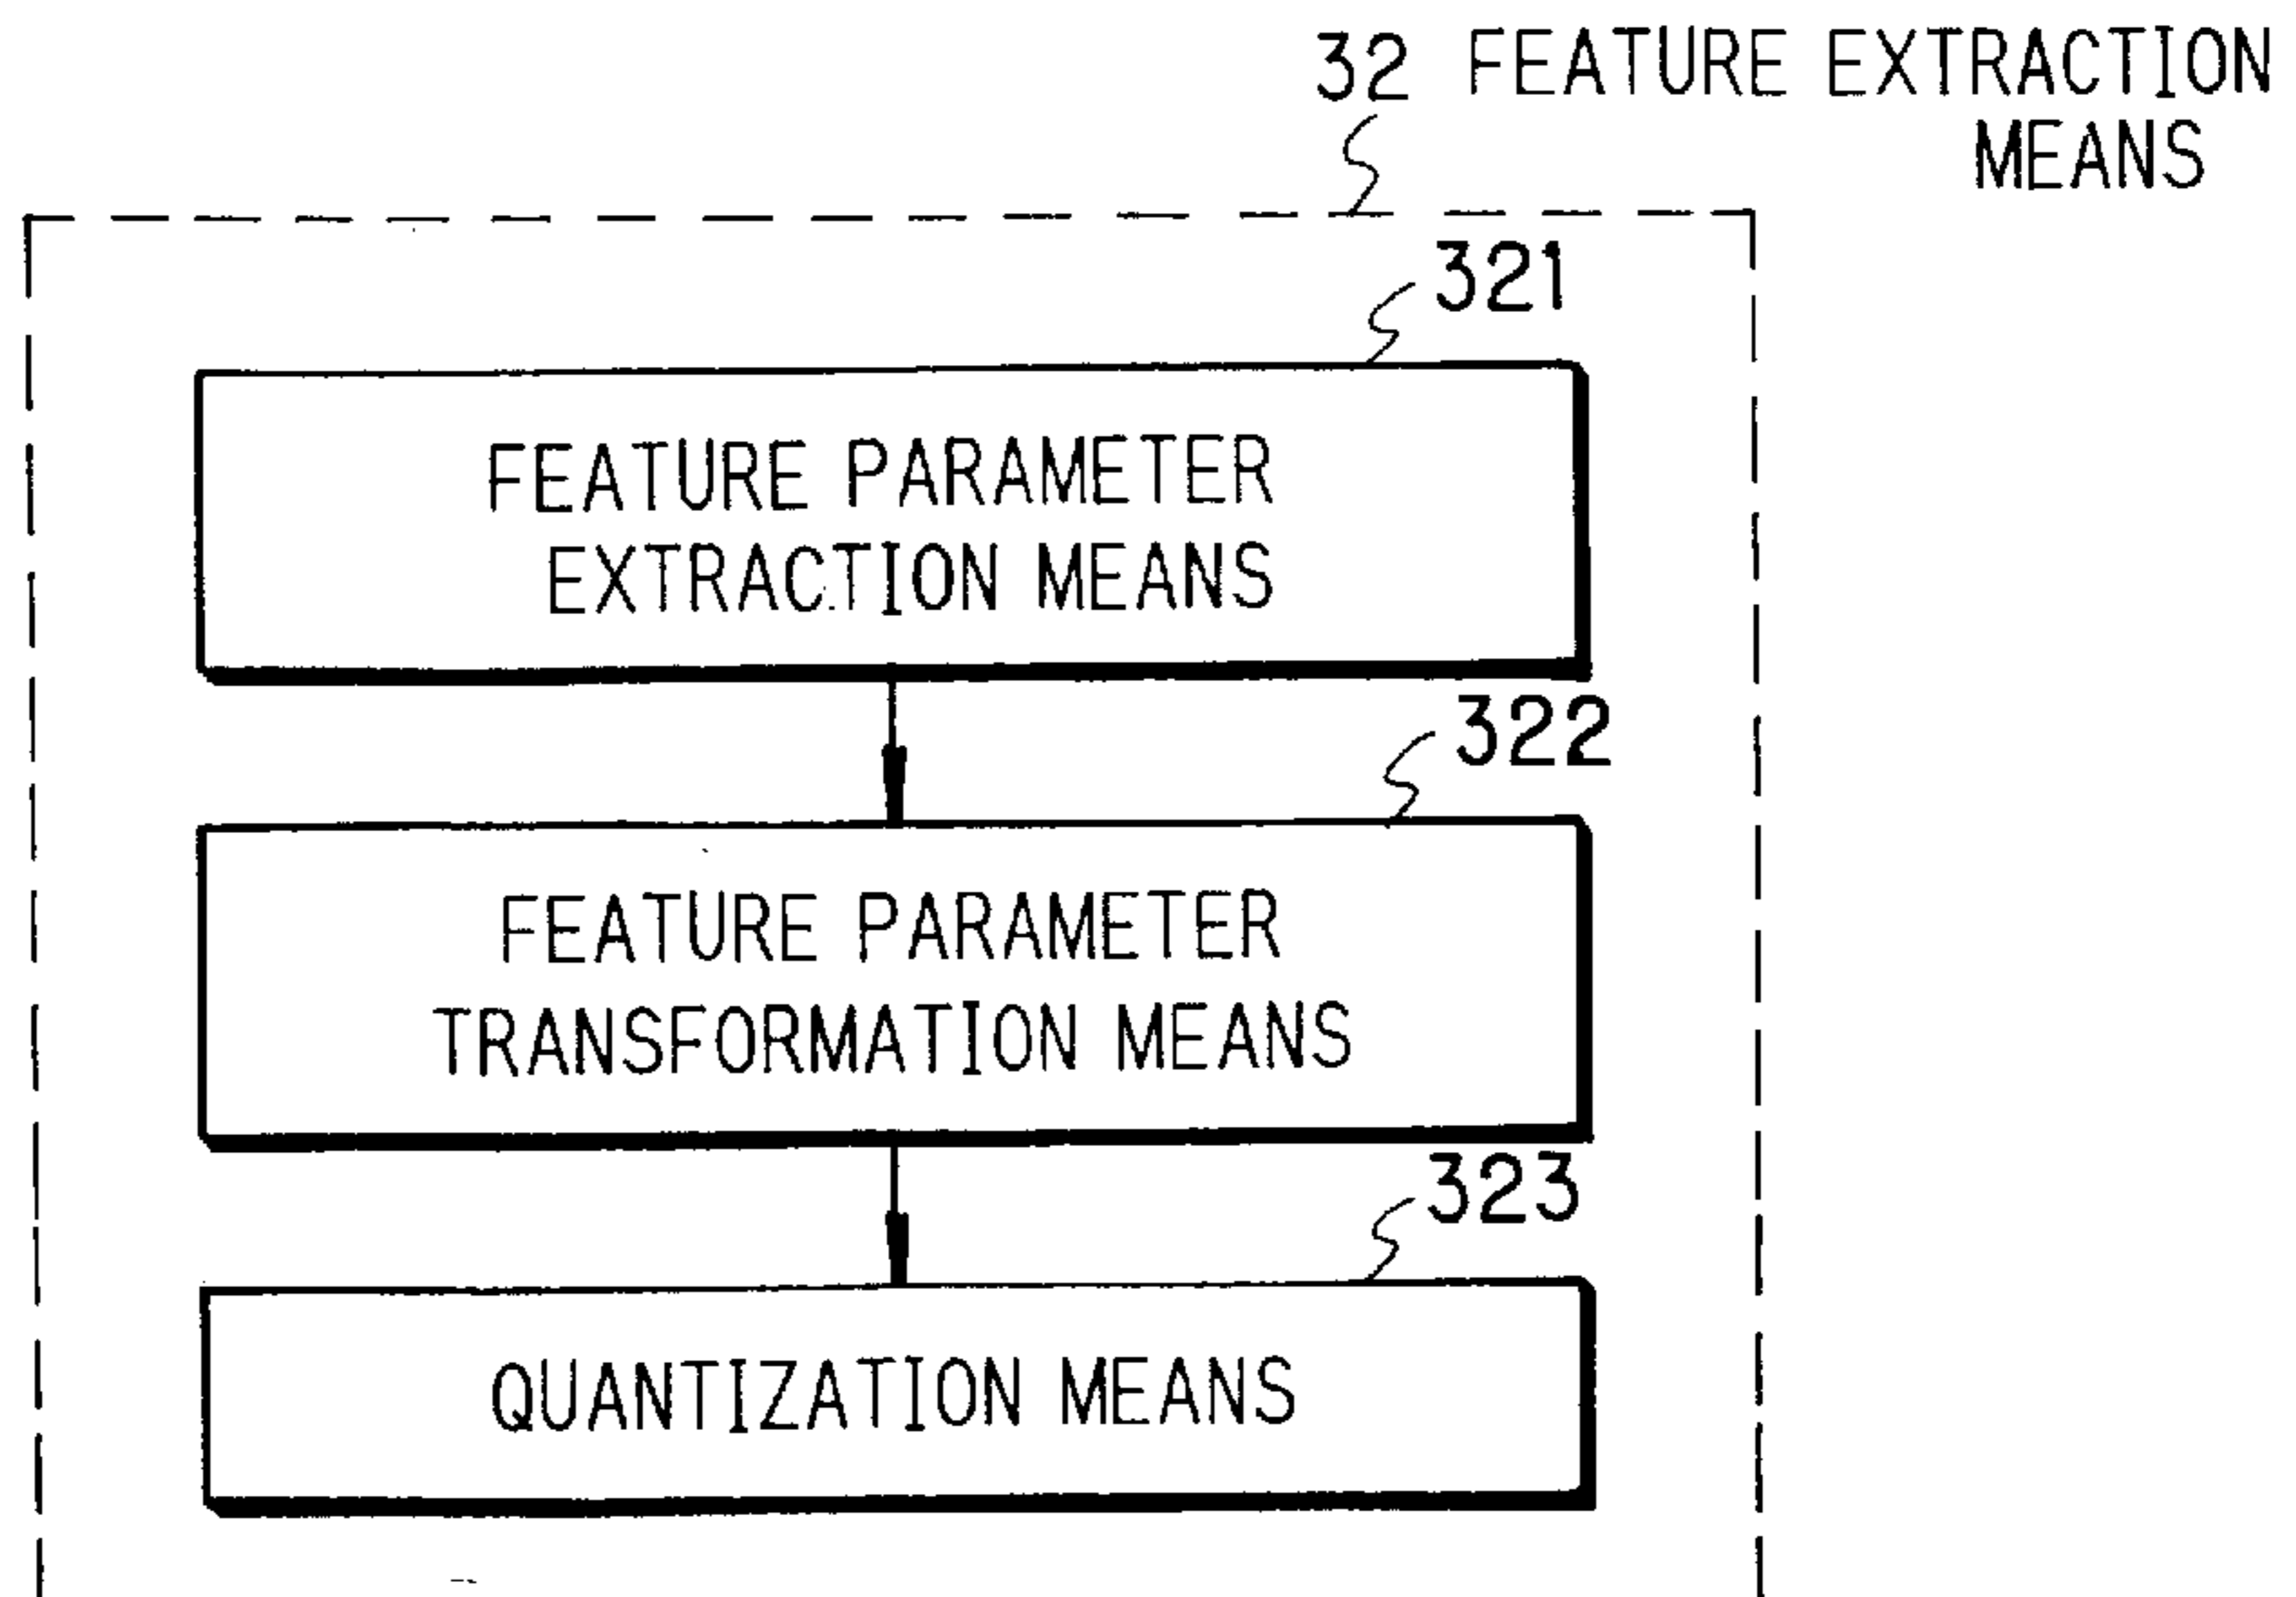 32 FEATURE EXTRACTION
MEANS
321
FEATURE PARAMETER
EXTRACTION MEANS
322
FEATURE PARAMETER
TRANSFORMATION MEANS
323
QUANTIZATION MEANS